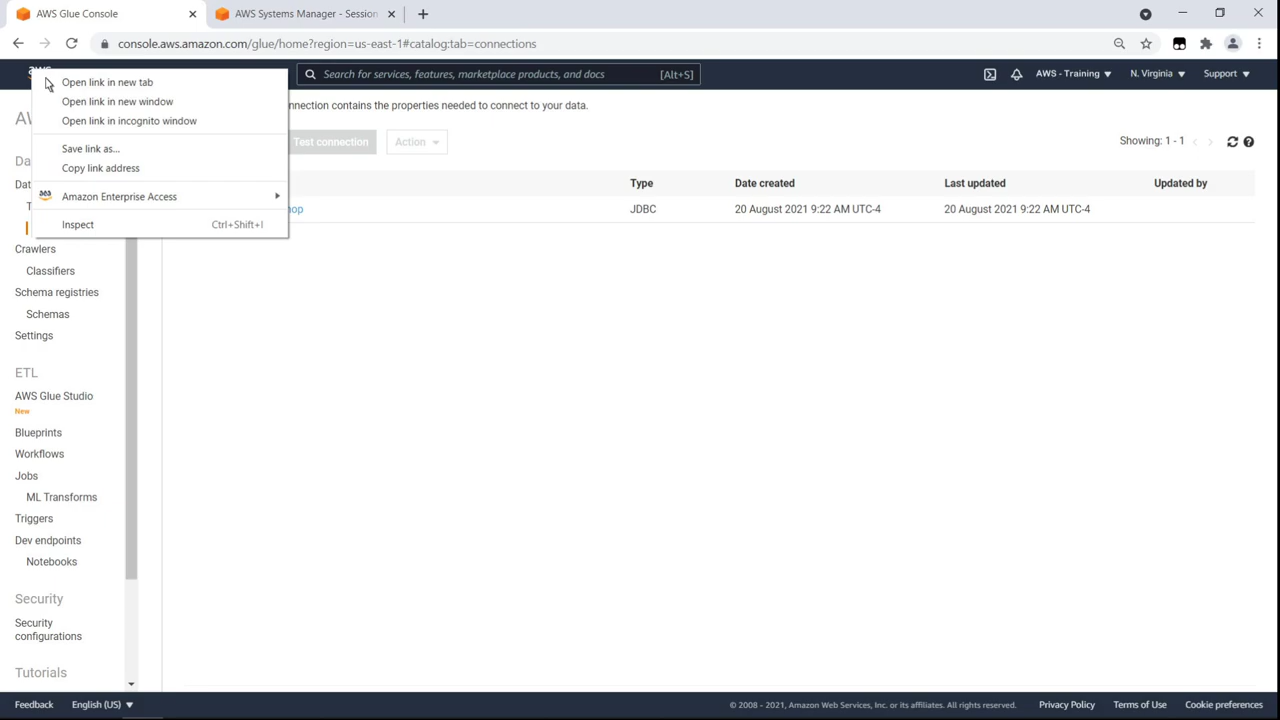 AWS Glue Console
AWS Systems Manager - Session
console.aws.amazon.com/glue/home?region=us-east-1#catalog:tab=connections
aws
Search for services, features, marketplace products, and docs
[Alt+S]
AWS - Training
N. Virginia
Support
Open link in new tab
Open link in new window
Open link in incognito window
Save link as...
Copy link address
Amazon Enterprise Access
Inspect
Ctrl+Shift+I
nnection contains the properties needed to connect to your data.
Test connection
Action
Showing: 1 - 1
Type
Date created
Last updated
Updated by
hop
JDBC
20 August 2021 9:22 AM UTC-4
20 August 2021 9:22 AM UTC-4
Crawlers
Classifiers
Schema registries
Schemas
Settings
ETL
AWS Glue Studio
New
Blueprints
Workflows
Jobs
ML Transforms
Triggers
Dev endpoints
Notebooks
Security
Security
configurations
Tutorials
Feedback
English (US)
© 2008 - 2021, Amazon Web Services, Inc. or its affiliates. All rights reserved.
Privacy Policy
Terms of Use
Cookie preferences